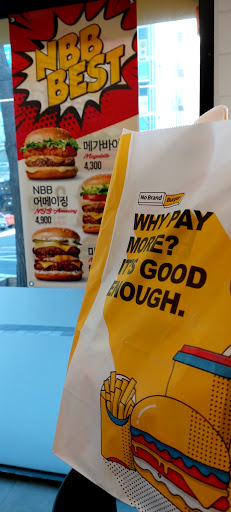 NBB
BEST
메가바이
Megabite
4,300
NBB
어메이징
NBB Amazing
4,900
No Brand Burger
WHY PAY
MORE?
IT'S GOOD
ENOUGH.